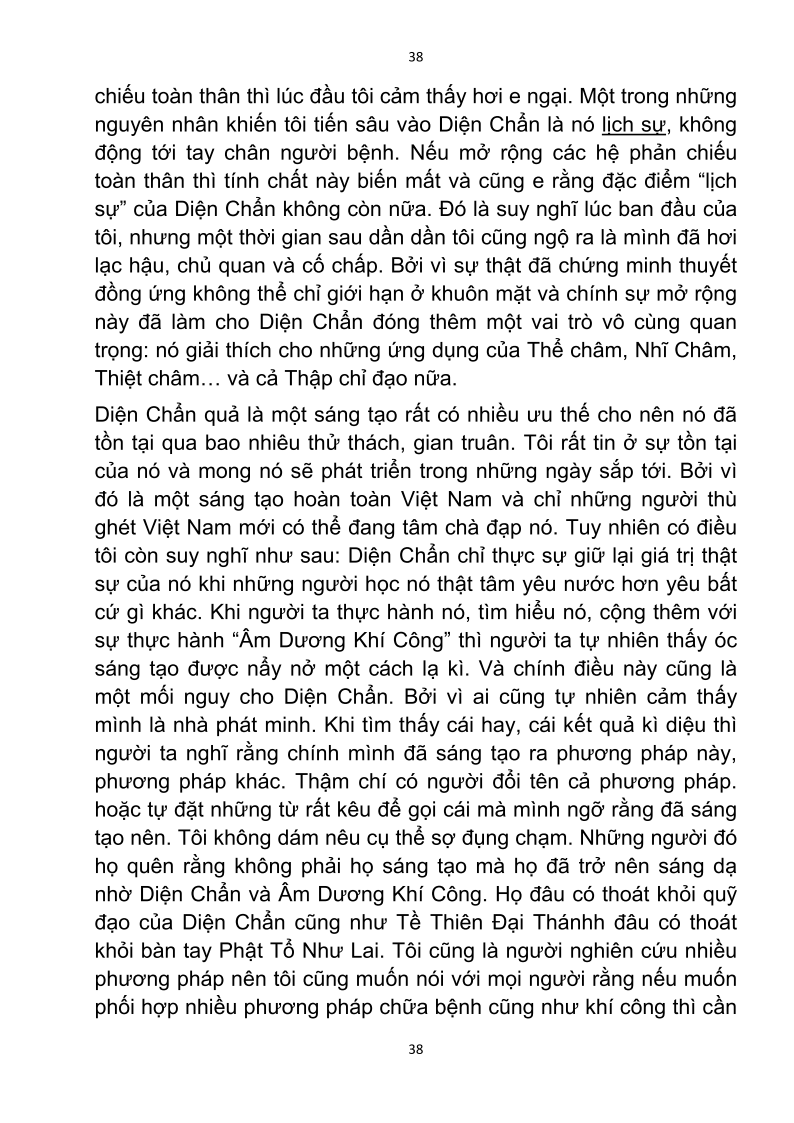 38
chiếu toàn thân thì lúc đầu tôi cảm thấy hơi e ngại. Một trong những
nguyên nhân khiến tôi tiến sâu vào Diện Chẩn là nó lịch sự, không
động tới tay chân người bệnh. Nếu mở rộng các hệ phản chiếu
toàn thân thì tính chất này biến mất và cũng e rằng đặc điểm “lịch
sự” của Diện Chẩn không còn nữa. Đó là suy nghĩ lúc ban đầu của
tôi, nhưng một thời gian sau dần dần tôi cũng ngộ ra là mình đã hơi
lạc hậu, chủ quan và cố chấp. Bởi vì sự thật đã chứng minh thuyết
đồng ứng không thể chỉ giới hạn ở khuôn mặt và chính sự mở rộng
này đã làm cho Diện Chẩn đóng thêm một vai trò vô cùng quan
trọng: nó giải thích cho những ứng dụng của Thể châm, Nhĩ Châm,
Thiệt châm… và cả Thập chỉ đạo nữa.
Diện Chẩn quả là một sáng tạo rất có nhiều ưu thế cho nên nó đã
tồn tại qua bao nhiêu thử thách, gian truân. Tôi rất tin ở sự tồn tại
của nó và mong nó sẽ phát triển trong những ngày sắp tới. Bởi vì
đó là một sáng tạo hoàn toàn Việt Nam và chỉ những người thù
ghét Việt Nam mới có thể đang tâm chà đạp nó. Tuy nhiên có điều
tôi còn suy nghĩ như sau: Diện Chẩn chỉ thực sự giữ lại giá trị thật
sự của nó khi những người học nó thật tâm yêu nước hơn yêu bất
cứ gì khác. Khi người ta thực hành nó, tìm hiểu nó, cộng thêm với
sự thực hành “Âm Dương Khí Công” thì người ta tự nhiên thấy óc
sáng tạo được nẩy nở một cách lạ kì. Và chính điều này cũng là
một mối nguy cho Diện Chẩn. Bởi vì ai cũng tự nhiên cảm thấy
mình là nhà phát minh. Khi tìm thấy cái hay, cái kết quả kì diệu thì
người ta nghĩ rằng chính mình đã sáng tạo ra phương pháp này,
phương pháp khác. Thậm chí có người đổi tên cả phương pháp.
hoặc tự đặt những từ rất kêu để gọi cái mà mình ngỡ rằng đã sáng
tạo nên. Tôi không dám nêu cụ thể sợ đụng chạm. Những người đó
họ quên rằng không phải họ sáng tạo mà họ đã trở nên sáng dạ
nhờ Diện Chẩn và Âm Dương Khí Công. Họ đâu có thoát khỏi quỹ
đạo của Diện Chẩn cũng như Tề Thiên Đại Thánhh đâu có thoát
khỏi bàn tay Phật Tổ Như Lai. Tôi cũng là người nghiên cứu nhiều
phương pháp nên tôi cũng muốn nói với mọi người rằng nếu muốn
phối hợp nhiều phương pháp chữa bệnh cũng như khí công thì cần
38